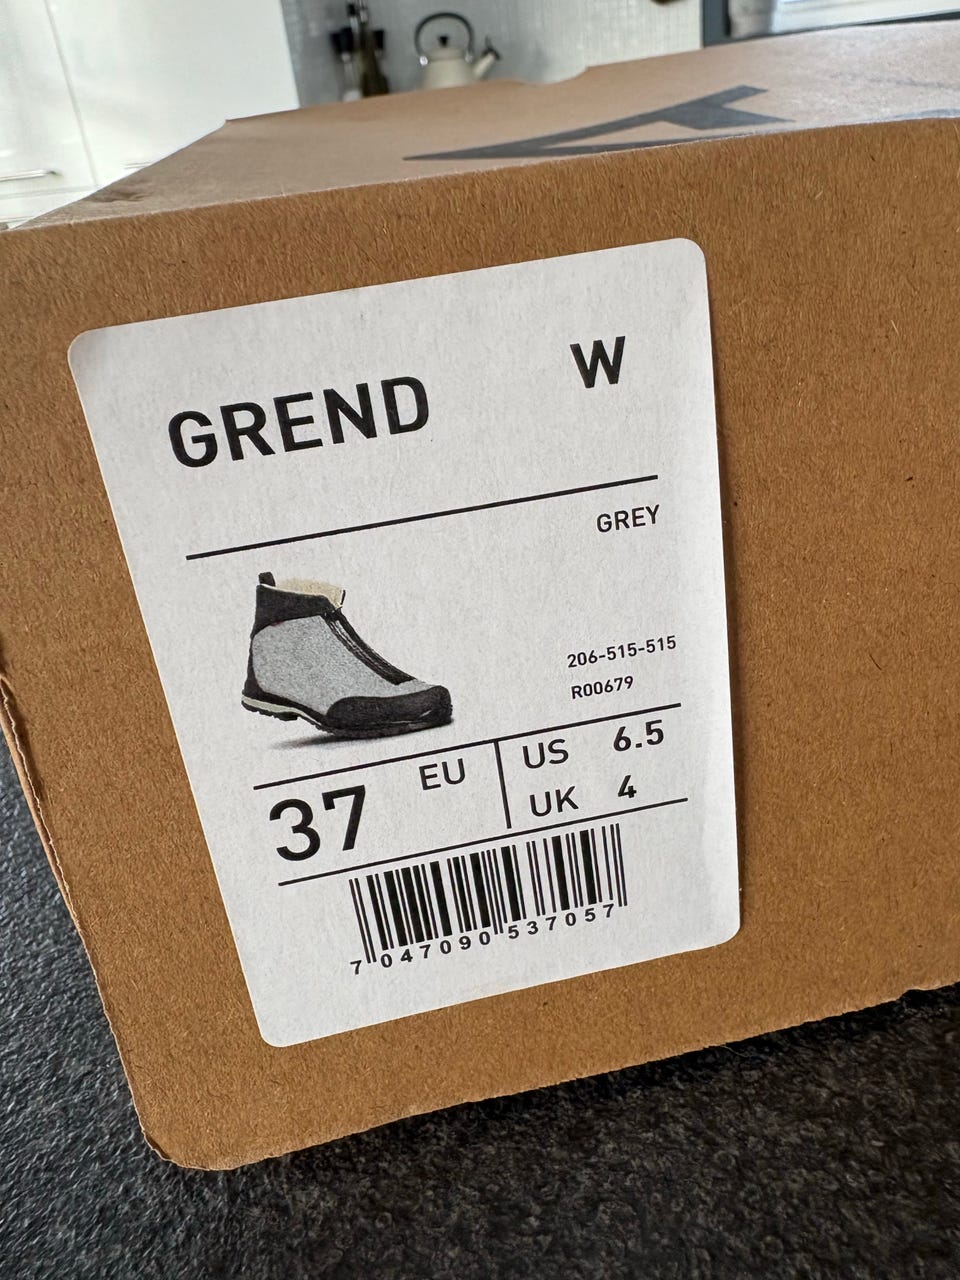 GREND W
GREY
206-515-515
R00679
37 EU
US 6.5
UK 4
7 047090 537057